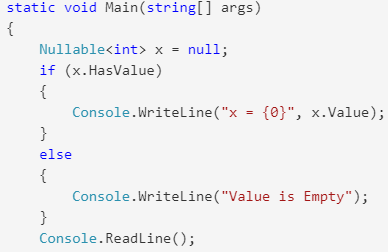 static void Main(string[] args)
{
    Nullable<int> x = null;
    if (x.HasValue)
    {
        Console.WriteLine("x = {0}", x.Value);
    }
    else
    {
        Console.WriteLine("Value is Empty");
    }
    Console.ReadLine();